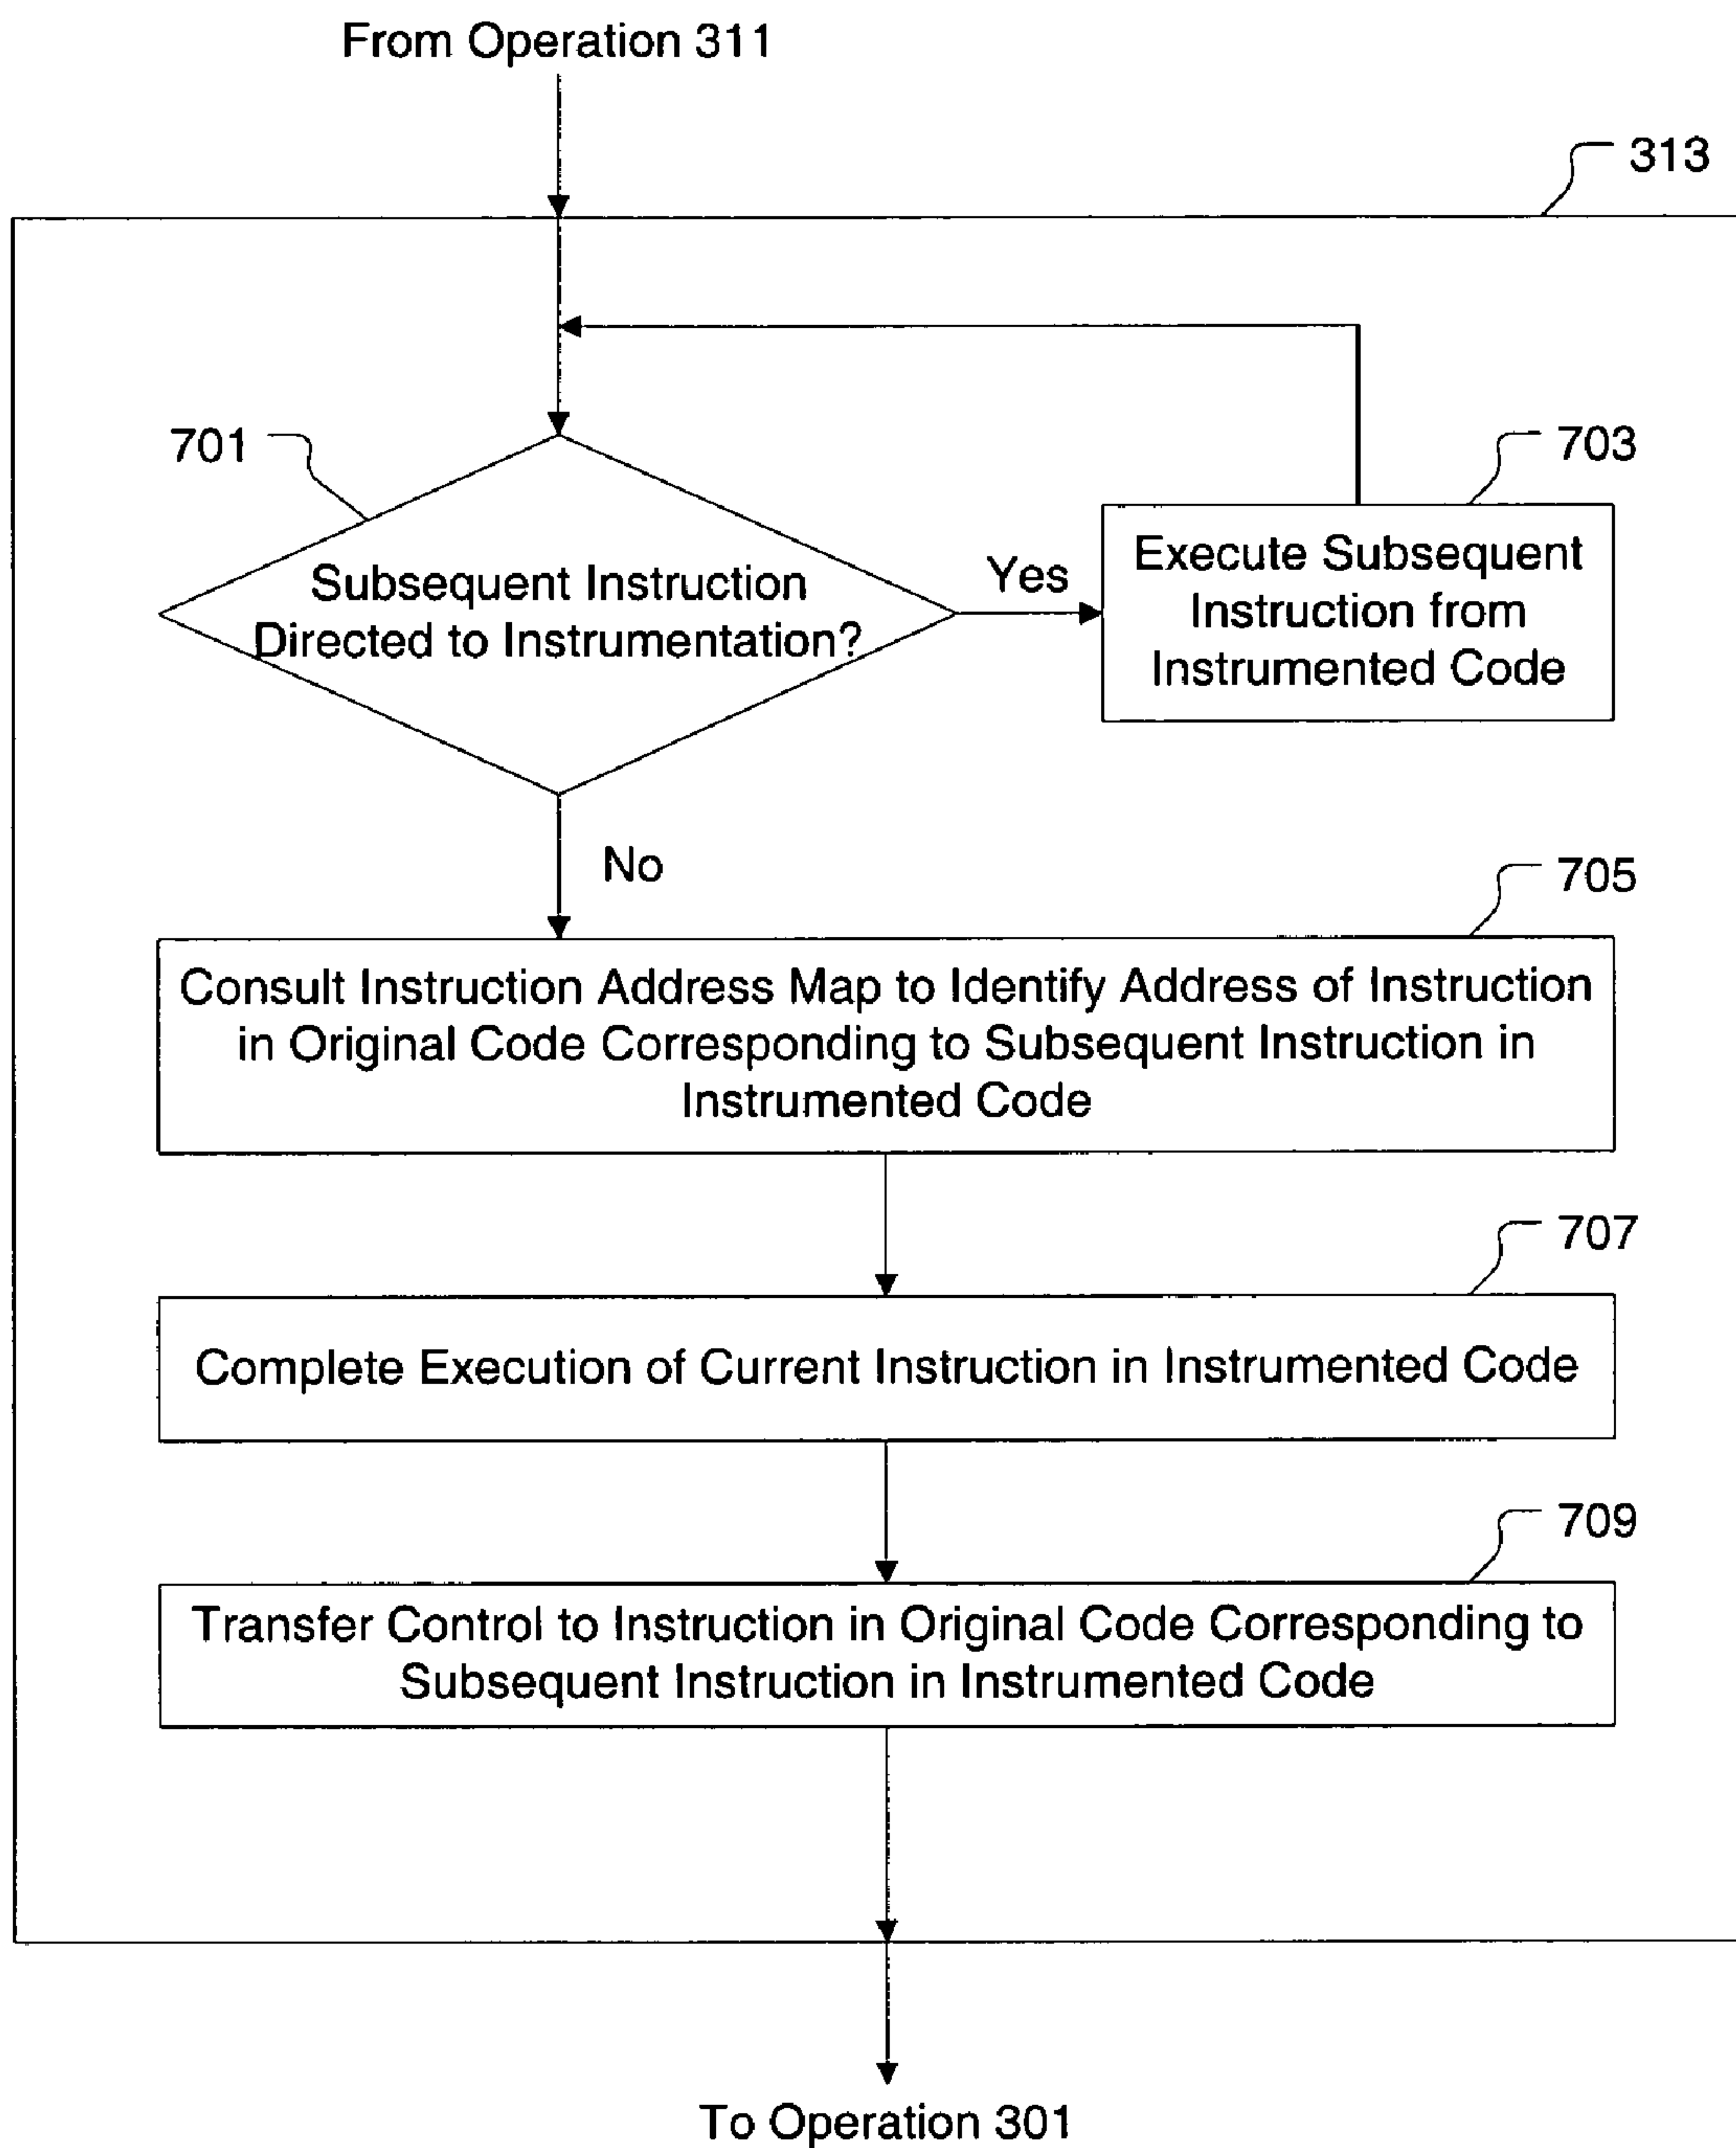 From Operation 311
313
701
703
Subsequent Instruction
Directed to Instrumentation?
Yes
Execute Subsequent
Instruction from
Instrumented Code
No
705
Consult Instruction Address Map to Identify Address of Instruction
in Original Code Corresponding to Subsequent Instruction in
Instrumented Code
707
Complete Execution of Current Instruction in Instrumented Code
709
Transfer Control to Instruction in Original Code Corresponding to
Subsequent Instruction in Instrumented Code
To Operation 301